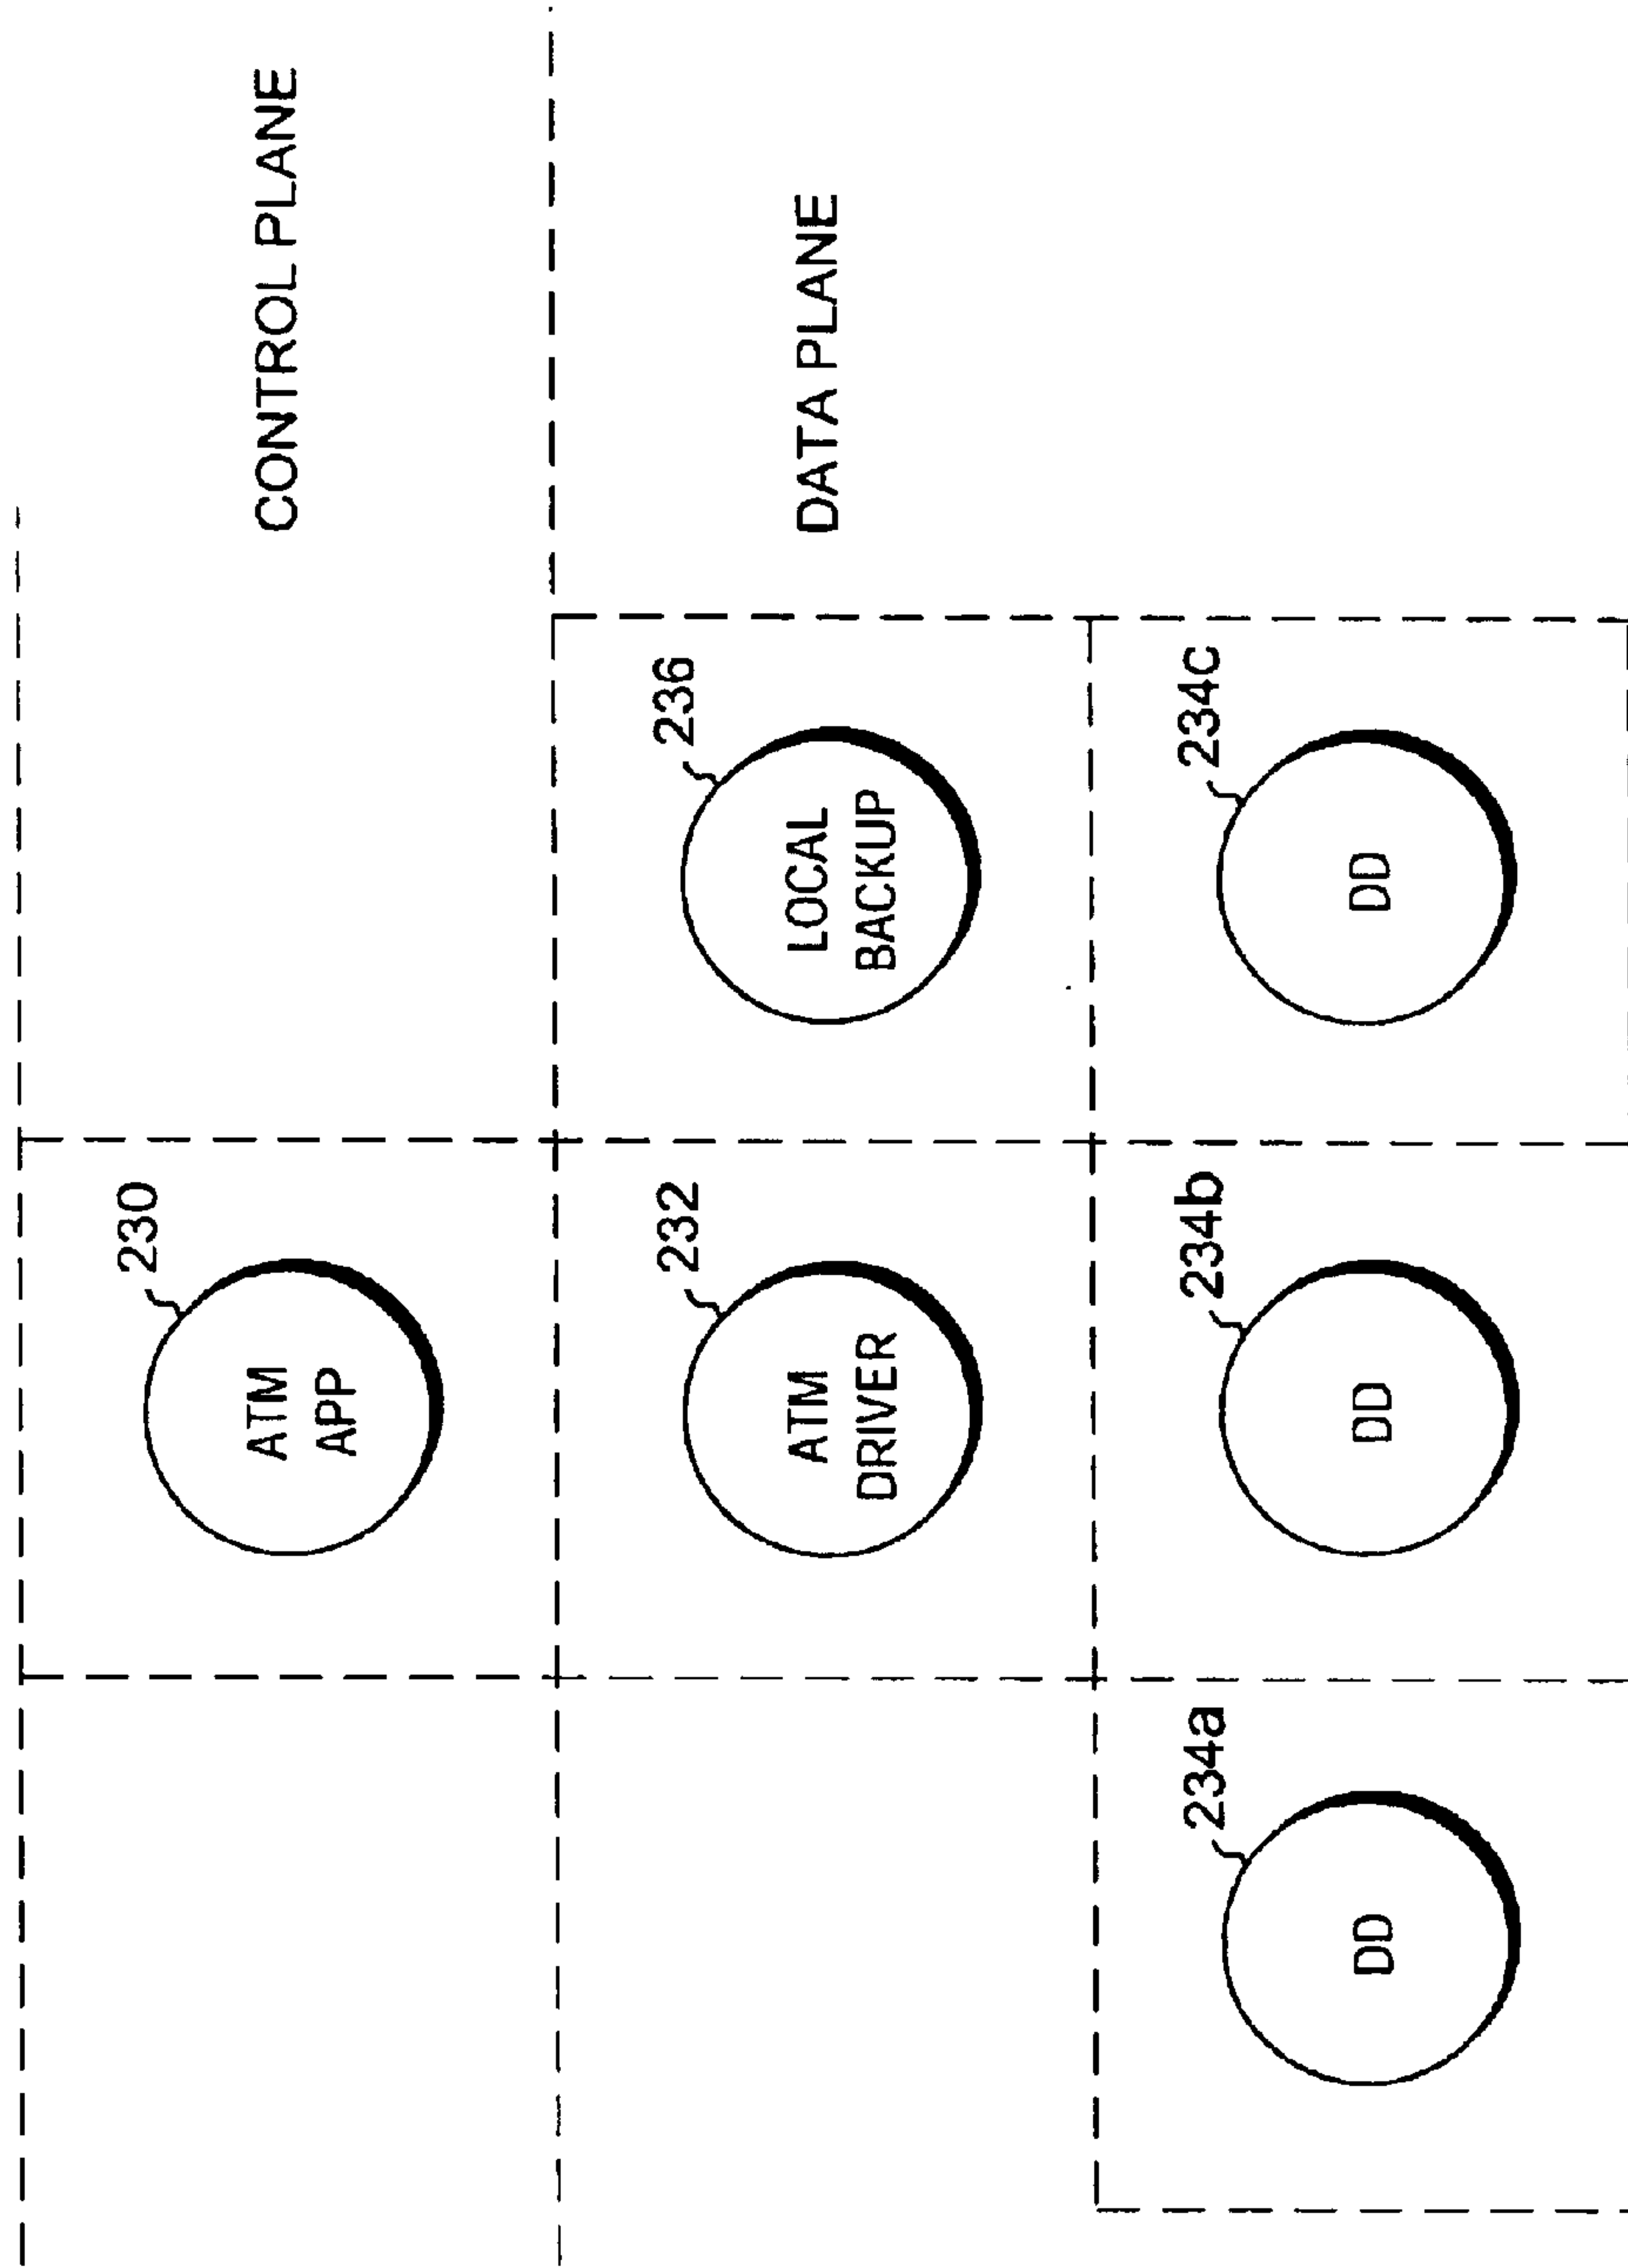 CONTROL PLANE
230
ATM
APP
DATA PLANE
232
ATM
DRIVER
236
LOCAL
BACKUP
234a
DD
234b
DD
234c
DD